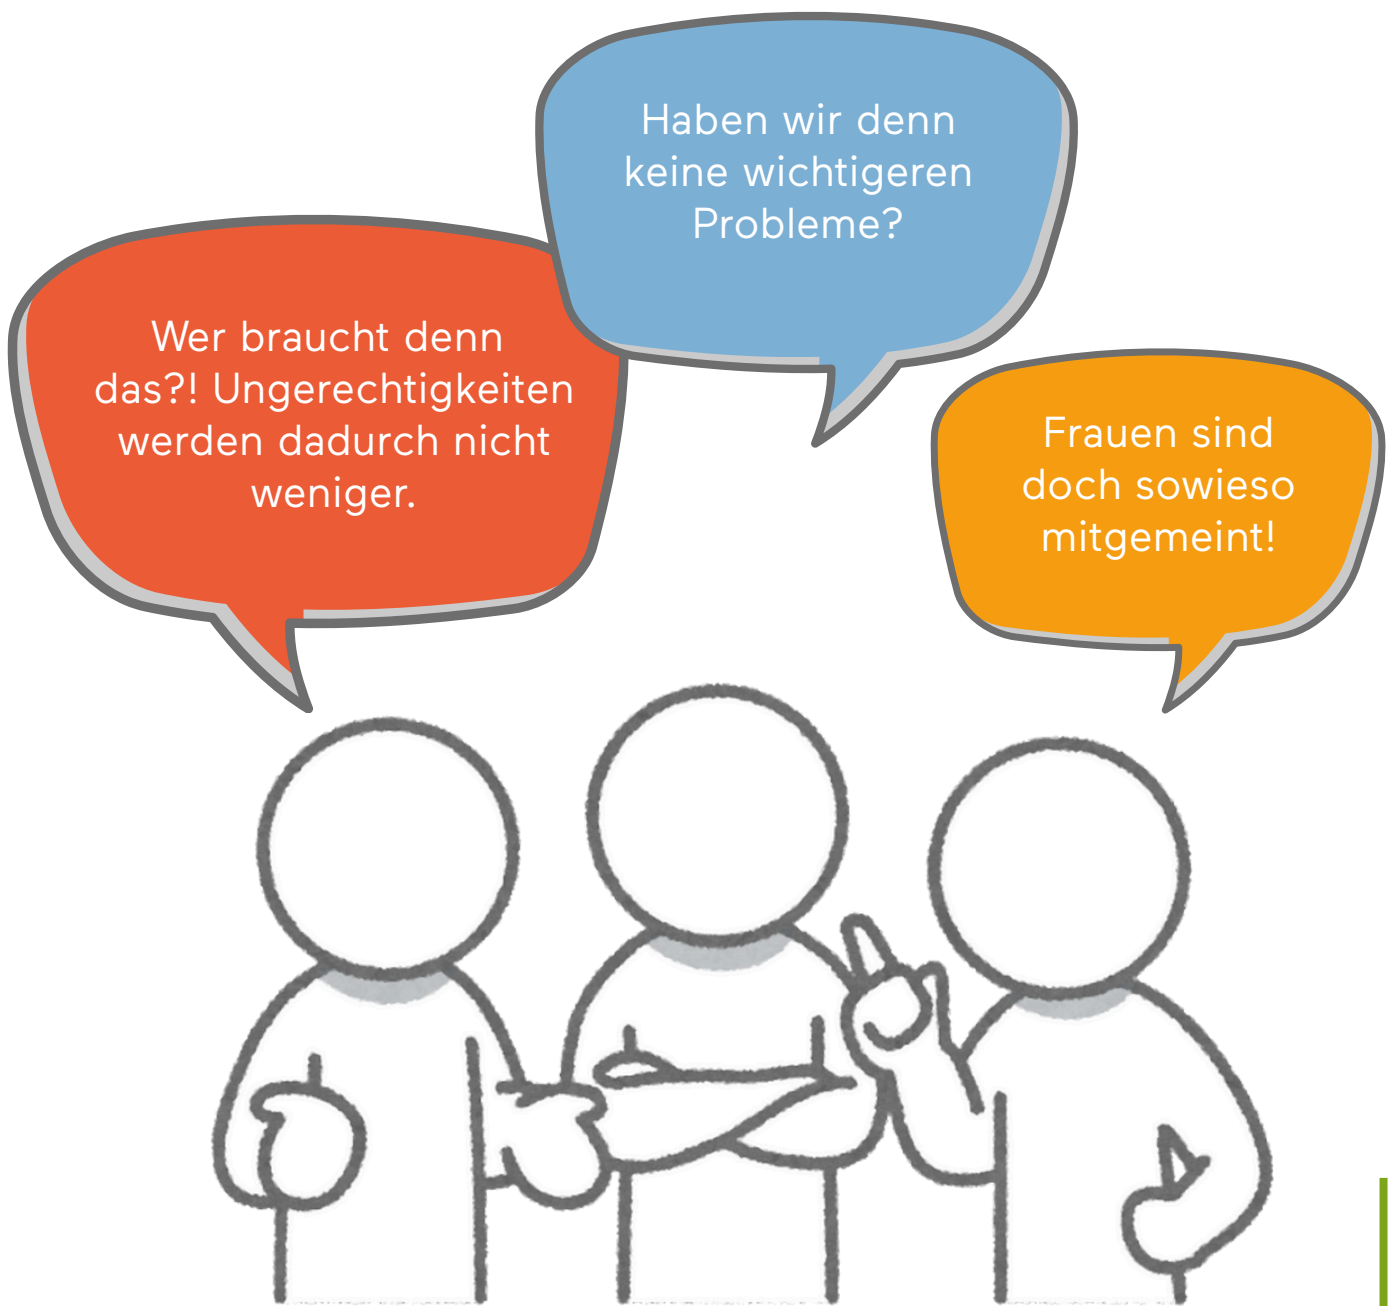 Haben wir denn
keine wichtigeren
Probleme?
Wer braucht denn
das?! Ungerechtigkeiten
werden dadurch nicht
weniger.
Frauen sind
doch sowieso
mitgemeint!